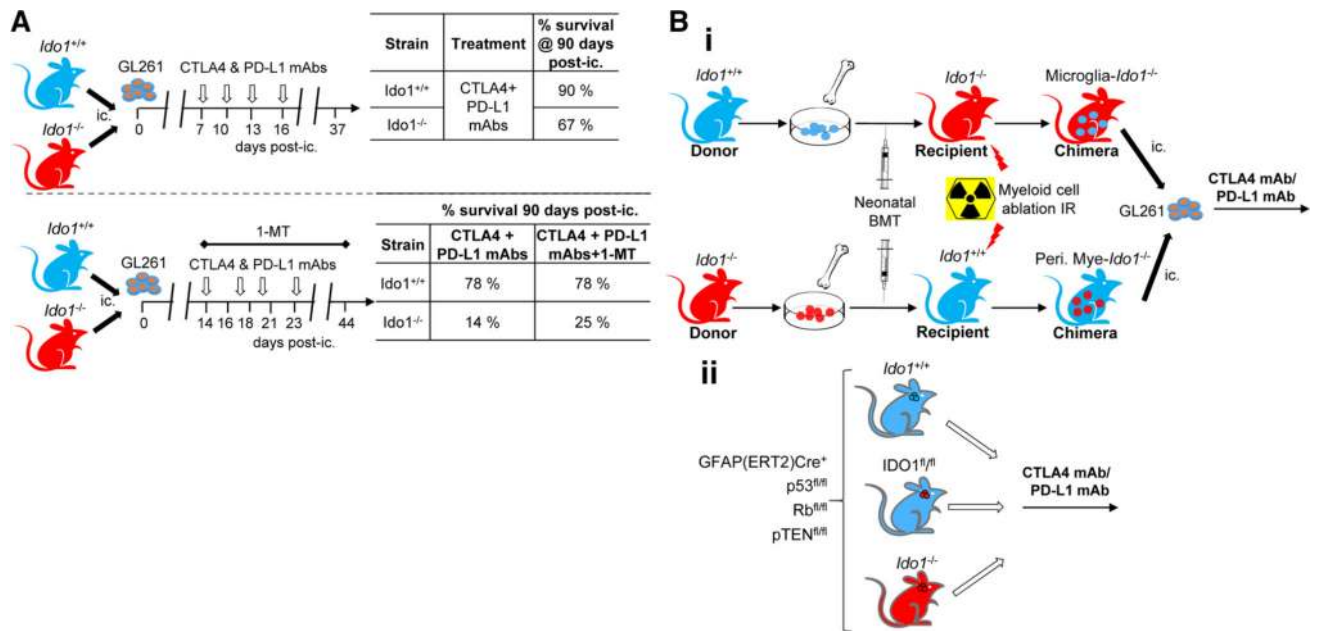 A
Ido1+/+
Ido1-/-
ic.
GL261
CTLA4 & PD-L1 mAbs
0 7 10 13 16 37
days post-ic.
Strain Treatment % survival @ 90 days post-ic.
Ido1+/+ CTLA4+ PD-L1 mAbs 90 %
Ido1-/- 67 %
Ido1+/+
Ido1-/-
ic.
GL261
1-MT
CTLA4 & PD-L1 mAbs
0 14 16 18 21 23 44
days post-ic.
% survival 90 days post-ic.
Strain CTLA4 + PD-L1 mAbs CTLA4 + PD-L1 mAbs+1-MT
Ido1+/+ 78 % 78 %
Ido1-/- 14 % 25 %
B
i
Ido1+/+
Donor
Ido1-/-
Recipient
Microglia-Ido1-/-
Chimera
ic.
Neonatal
BMT
Myeloid cell
ablation IR
GL261
CTLA4 mAb/
PD-L1 mAb
Ido1-/-
Donor
Ido1+/+
Recipient
Peri. Mye-Ido1-/-
Chimera
ic.
ii
GFAP(ERT2)Cre+
p53fl/fl
Rbfl/fl
pTENfl/fl
Ido1+/+
IDO1fl/fl
Ido1-/-
CTLA4 mAb/
PD-L1 mAb